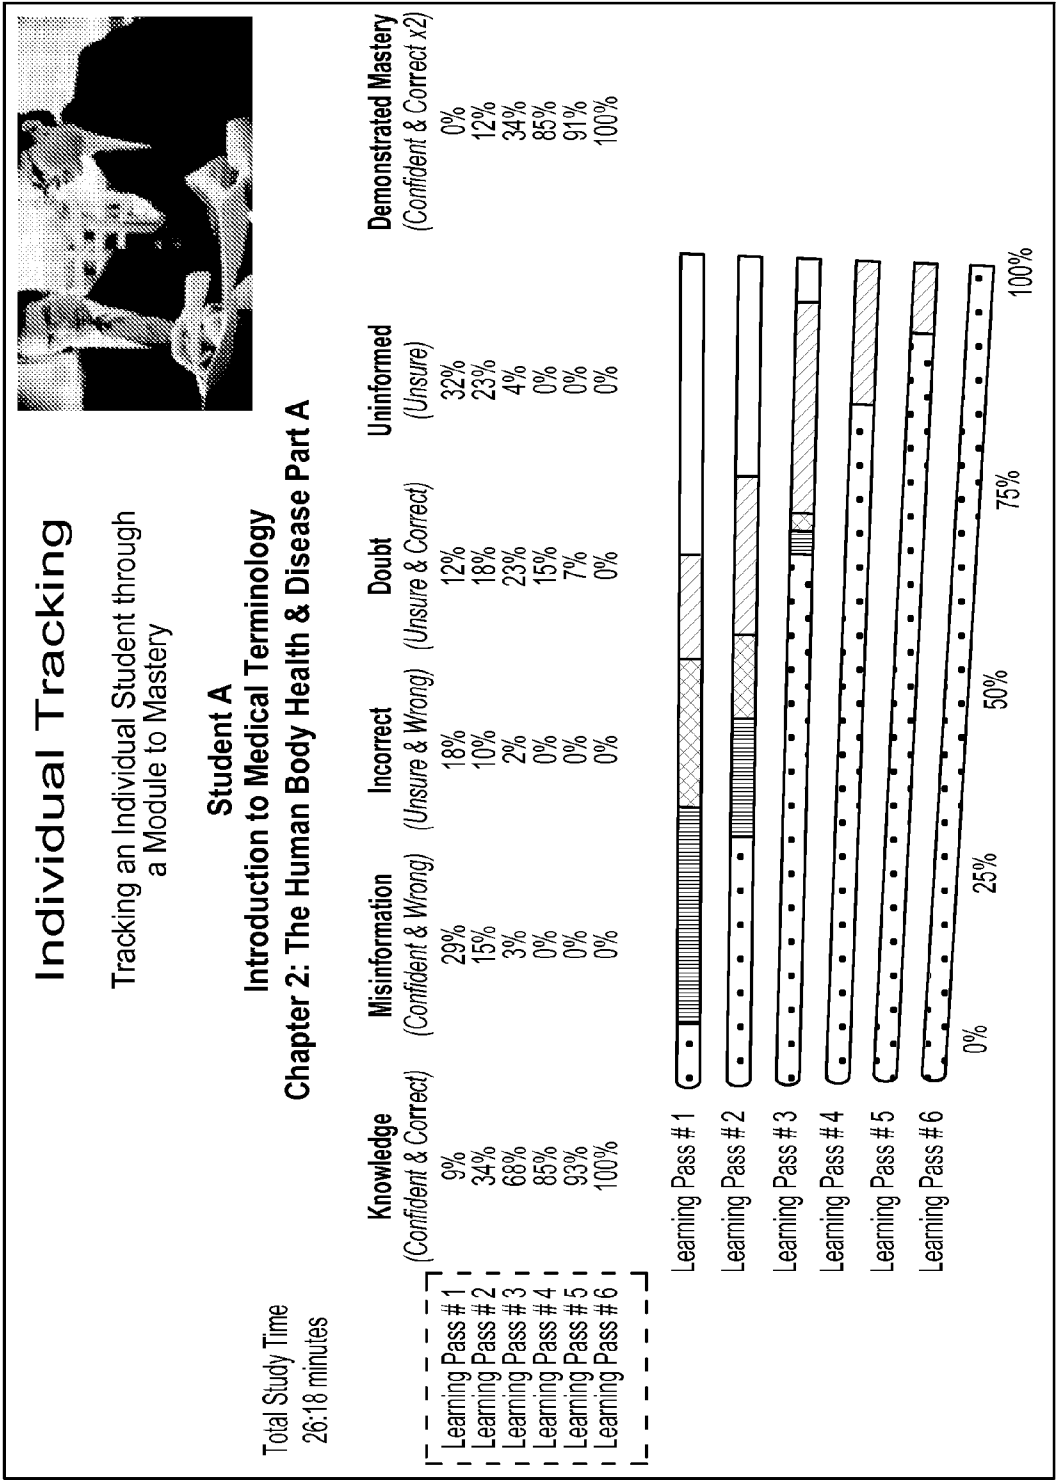 Individual Tracking
Tracking an Individual Student through
a Module to Mastery
Student A
Introduction to Medical Terminology
Chapter 2: The Human Body Health & Disease Part A
Total Study Time
26:18 minutes
Knowledge Misinformation Incorrect Doubt Uninformed Demonstrated Mastery
(Confident & Correct) (Confident & Wrong) (Unsure & Wrong) (Unsure & Correct) (Unsure) (Confident & Correct x2)
Learning Pass # 1 9% 29% 18% 12% 32% 0%
Learning Pass # 2 34% 15% 10% 18% 23% 12%
Learning Pass # 3 68% 3% 2% 23% 4% 34%
Learning Pass # 4 85% 0% 0% 15% 0% 85%
Learning Pass # 5 93% 0% 0% 7% 0% 91%
Learning Pass # 6 100% 0% 0% 0% 0% 100%
Learning Pass # 1
Learning Pass # 2
Learning Pass # 3
Learning Pass # 4
Learning Pass # 5
Learning Pass # 6
0% 25% 50% 75% 100%